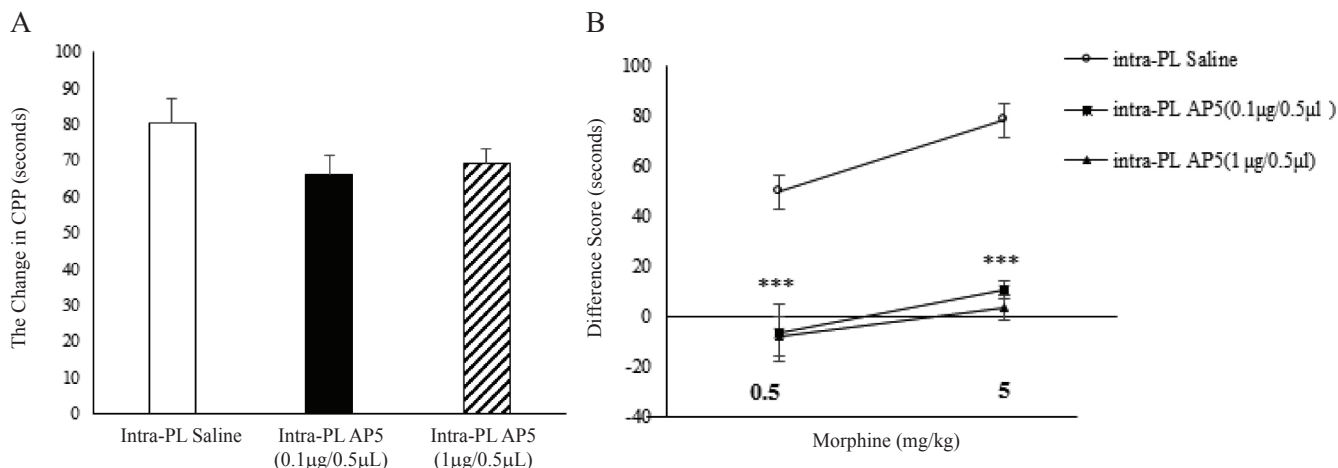 A
The Change in CPP (seconds)
100
90
80
70
60
50
40
30
20
10
0
Intra-PL Saline
Intra-PL AP5
(0.1µg/0.5µL)
Intra-PL AP5
(1µg/0.5µL)
B
Difference Score (seconds)
100
80
60
40
20
0
-20
-40
***
***
0.5
5
Morphine (mg/kg)
intra-PL Saline
intra-PL AP5(0.1µg/0.5µl )
intra-PL AP5(1 µg/0.5µl)